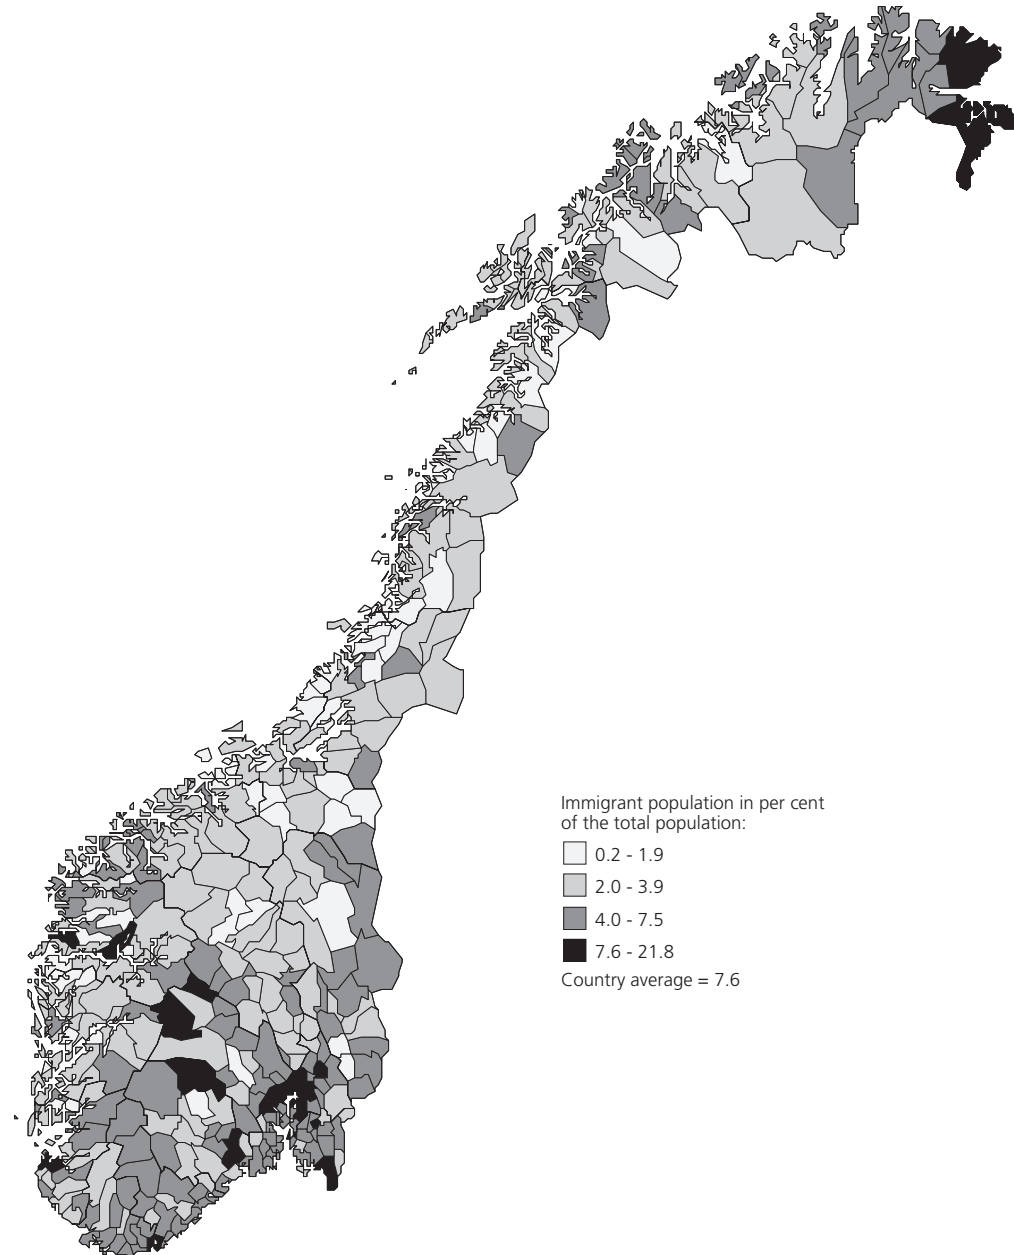 Immigrant population in per cent
of the total population:
0.2 - 1.9
2.0 - 3.9
4.0 - 7.5
7.6 - 21.8
Country average = 7.6